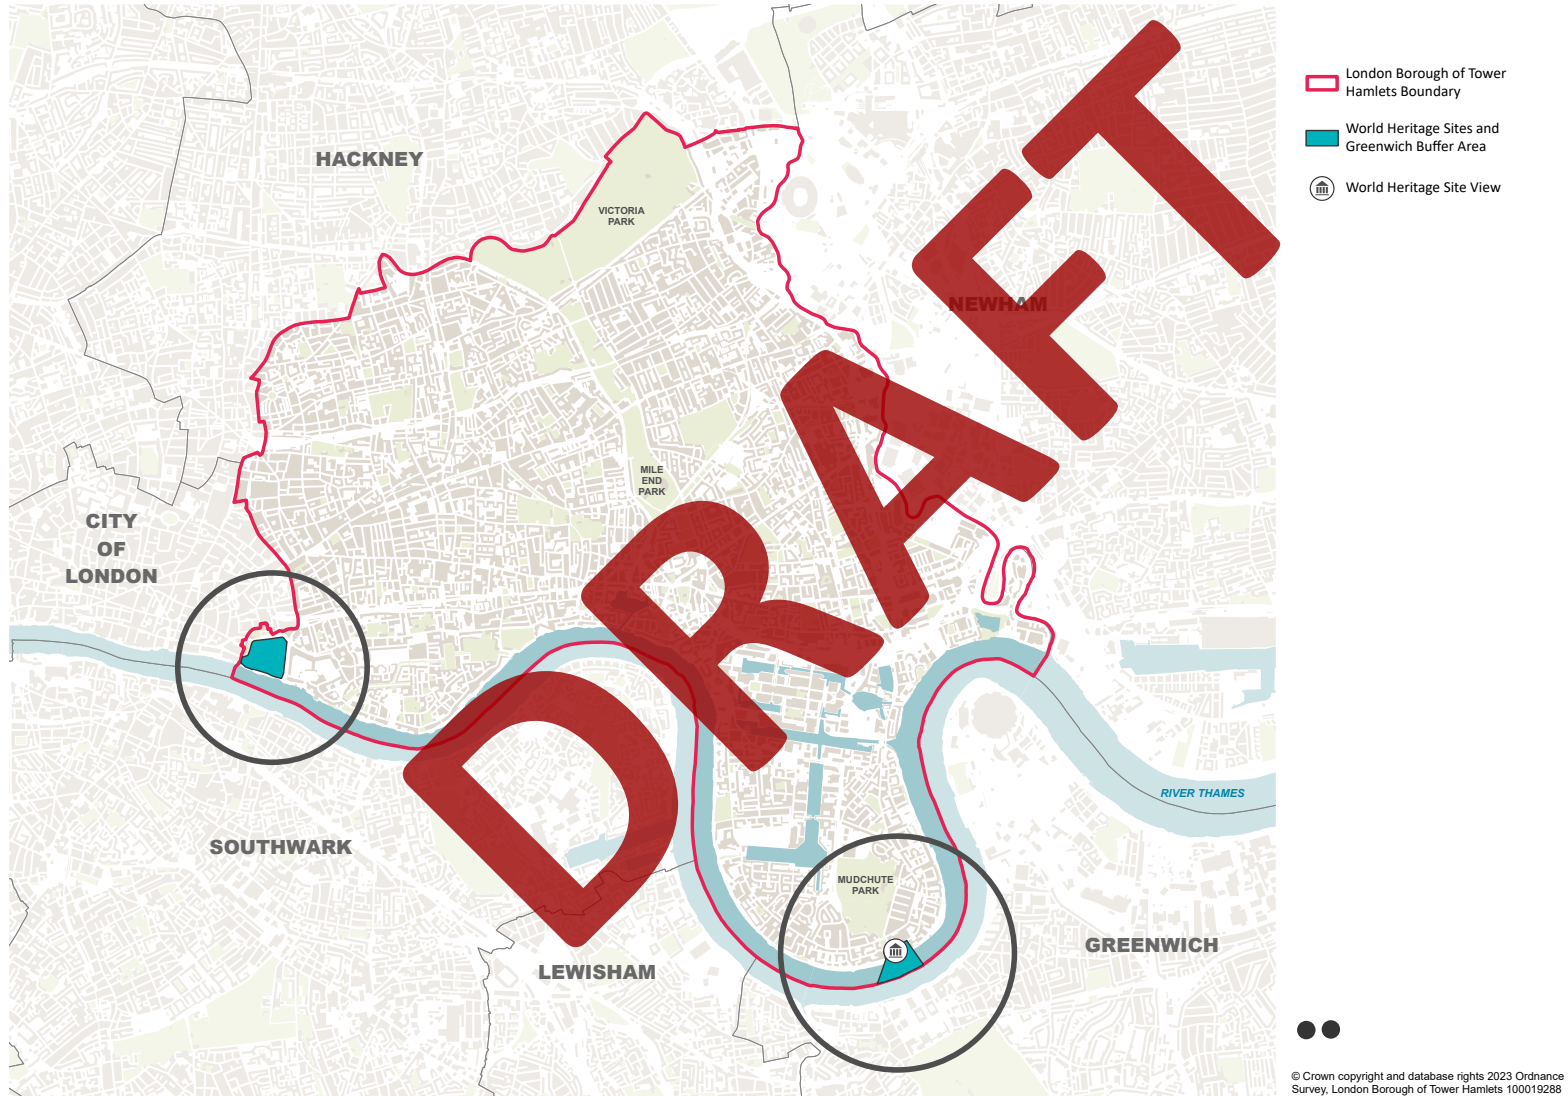 London Borough of Tower
Hamlets Boundary
World Heritage Sites and
Greenwich Buffer Area
World Heritage Site View
HACKNEY
VICTORIA
PARK
NEWHAM
MILE
END
PARK
CITY
OF
LONDON
DRAFT
RIVER THAMES
SOUTHWARK
MUDCHUTE
PARK
GREENWICH
LEWISHAM
© Crown copyright and database rights 2023 Ordnance
Survey, London Borough of Tower Hamlets 100019288